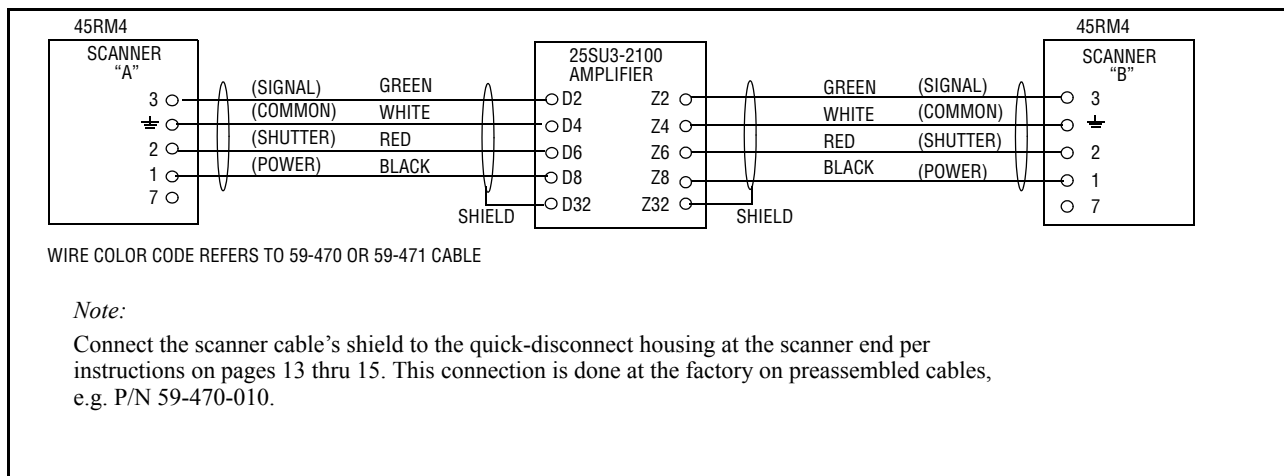 45RM4
SCANNER
"A"
3
2
1
7
(SIGNAL) GREEN
(COMMON) WHITE
(SHUTTER) RED
(POWER) BLACK
SHIELD
25SU3-2100
AMPLIFIER
D2 Z2
D4 Z4
D6 Z6
D8 Z8
D32 Z32
SHIELD
GREEN (SIGNAL)
WHITE (COMMON)
RED (SHUTTER)
BLACK (POWER)
45RM4
SCANNER
"B"
3
2
1
7
WIRE COLOR CODE REFERS TO 59-470 OR 59-471 CABLE
Note:
Connect the scanner cable's shield to the quick-disconnect housing at the scanner end per
instructions on pages 13 thru 15. This connection is done at the factory on preassembled cables,
e.g. P/N 59-470-010.